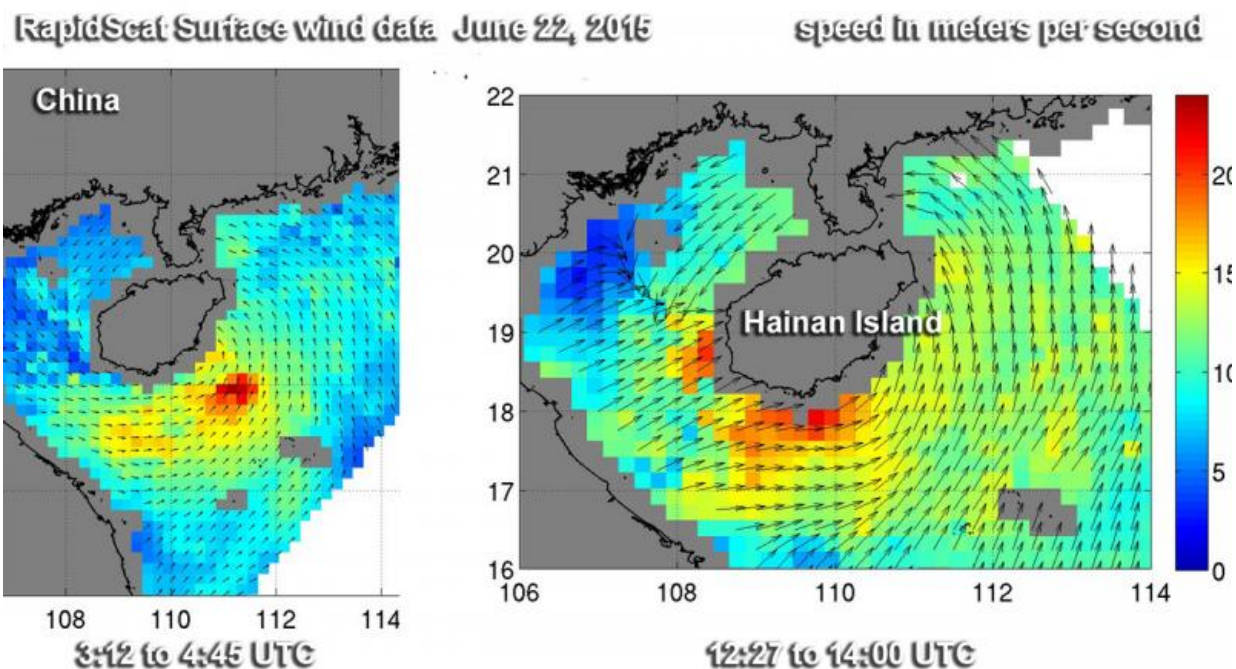 RapidScat Surface wind data June 22, 2015
speed in meters per second
China
108 110 112 114
3:12 to 4:45 UTC
22
21
20
19
18
17
16
Hainan Island
106 108 110 112 114
12:27 to 14:00 UTC
20
15
10
5
0